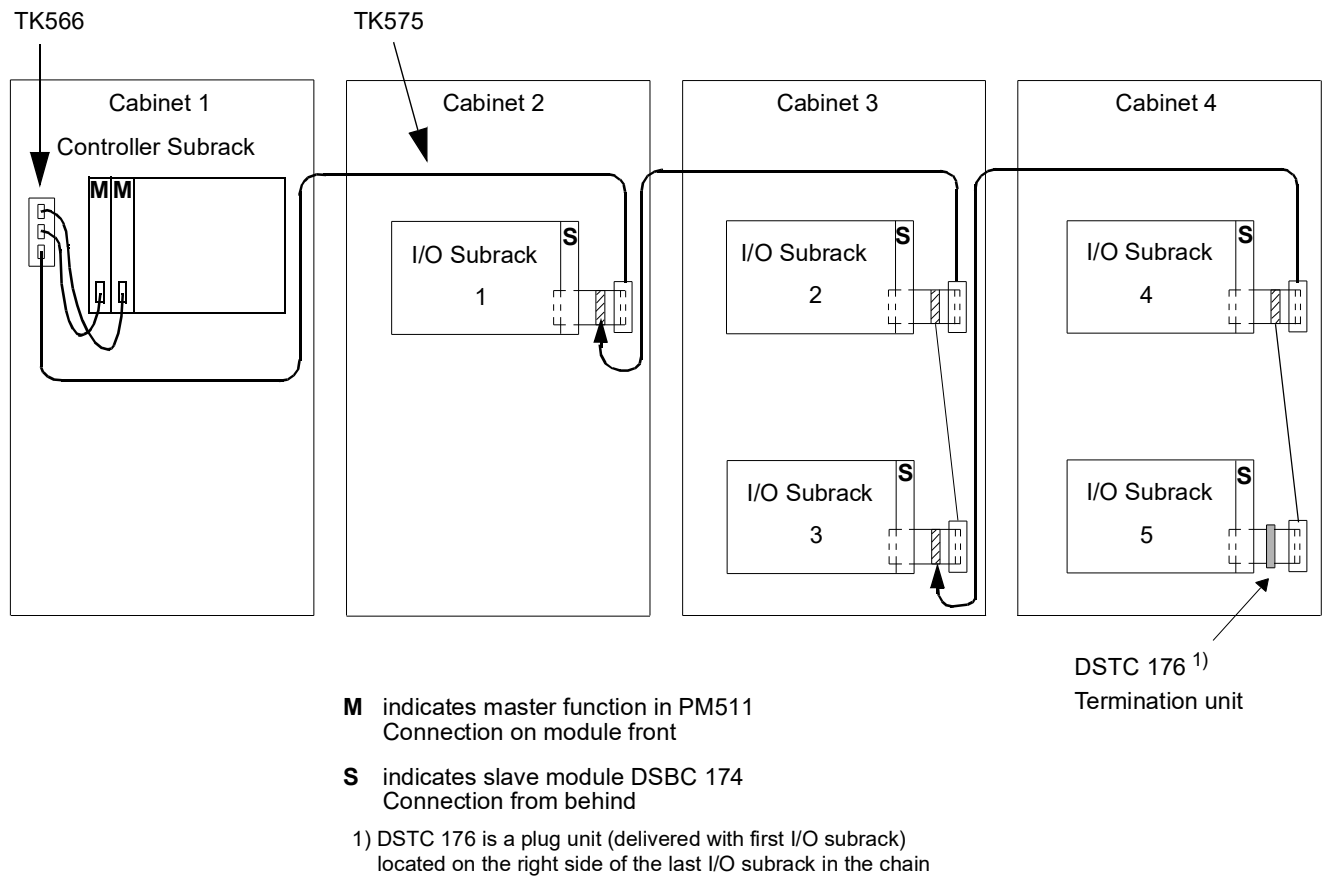 TK566
TK575
Cabinet 1
Cabinet 2
Cabinet 3
Cabinet 4
Controller Subrack
M M
S
I/O Subrack
1
S
I/O Subrack
2
S
I/O Subrack
4
S
I/O Subrack
3
S
I/O Subrack
5
DSTC 176 1)
Termination unit
M indicates master function in PM511
Connection on module front
S indicates slave module DSBC 174
Connection from behind
1) DSTC 176 is a plug unit (delivered with first I/O subrack)
located on the right side of the last I/O subrack in the chain